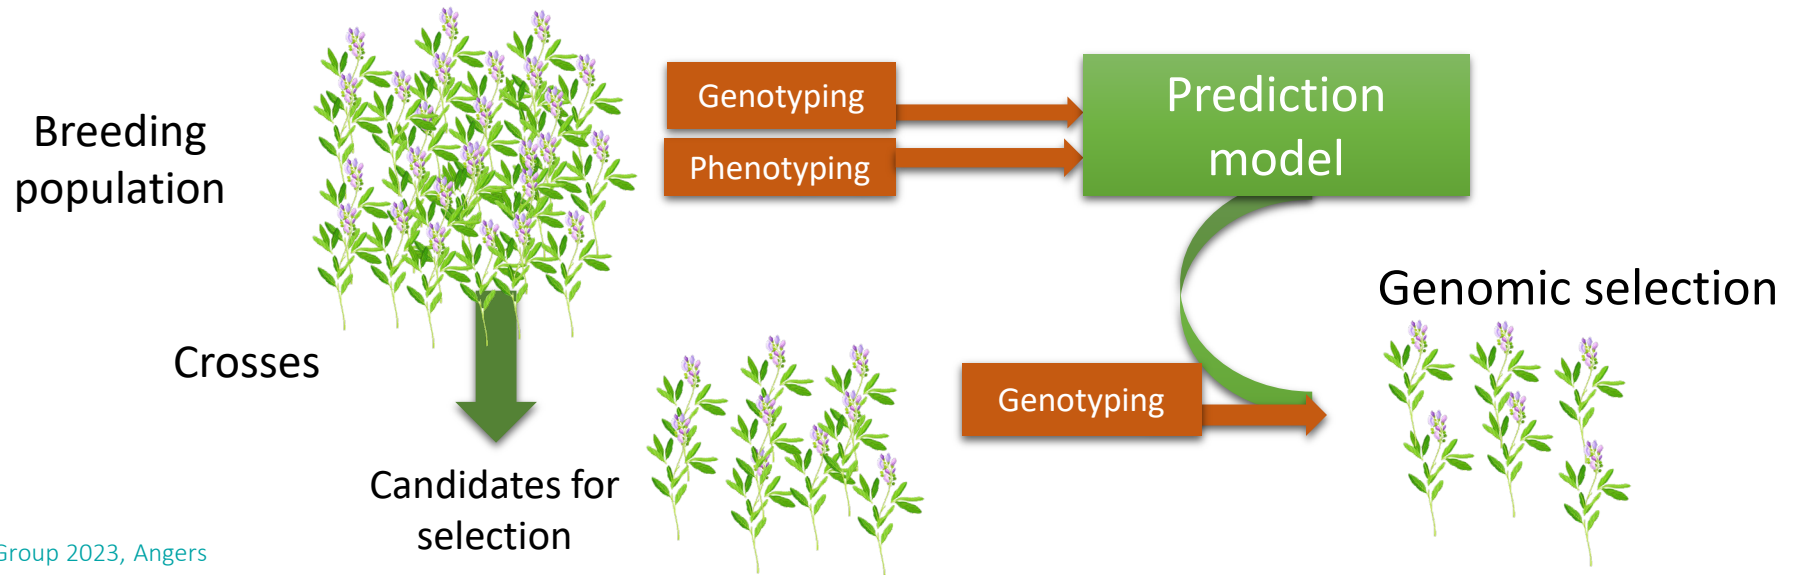 Breeding
population
Genotyping
Phenotyping
Prediction
model
Crosses
Genomic selection
Genotyping
Candidates for
selection
Group 2023, Angers